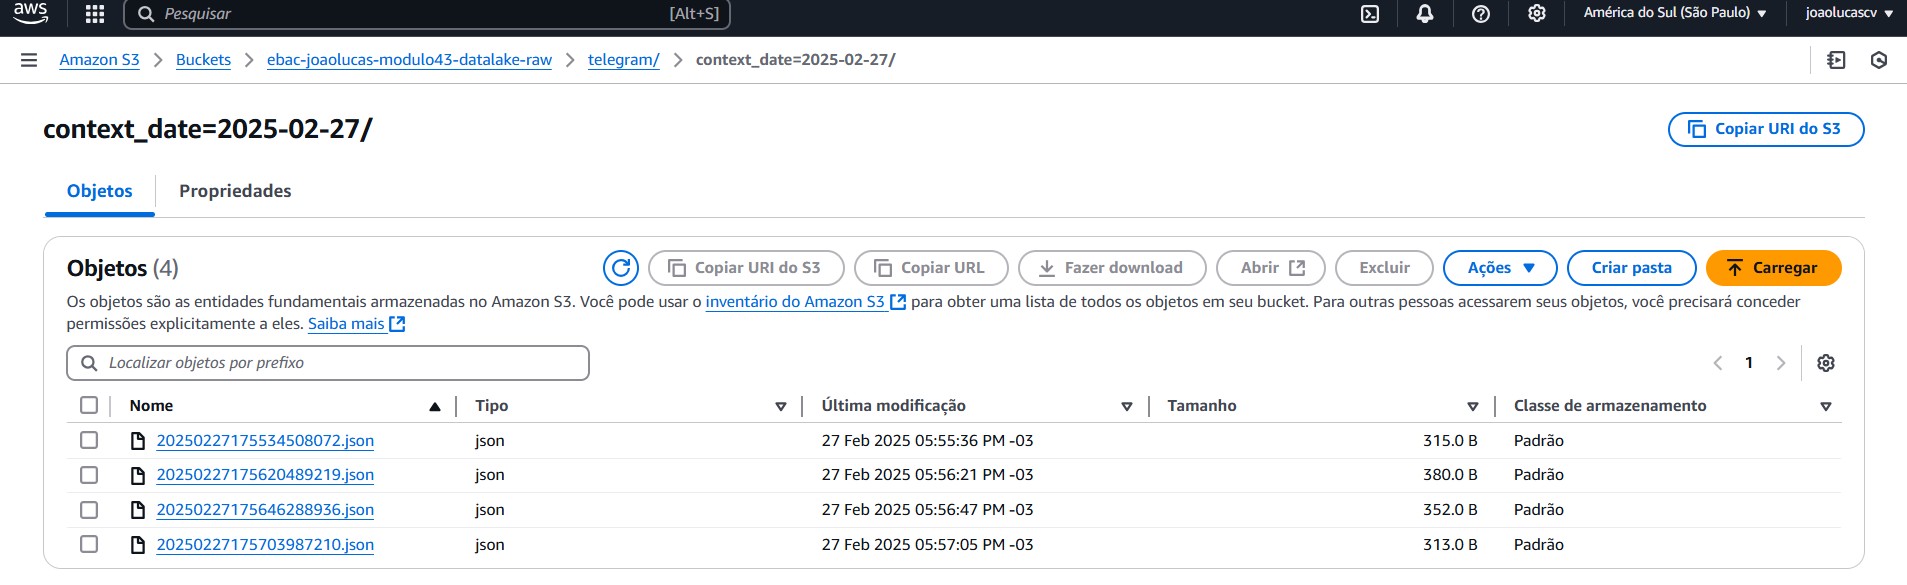 aws Pesquisar [Alt+S] América do Sul (São Paulo) joaolucascv
Amazon S3 Buckets ebac-joaolucas-modulo43-datalake-raw telegram/ context_date=2025-02-27/
context_date=2025-02-27/ Copiar URI do S3
Objetos Propriedades
Objetos (4) Copiar URI do S3 Copiar URL Fazer download Abrir Excluir Ações Criar pasta Carregar
Os objetos são as entidades fundamentais armazenadas no Amazon S3. Você pode usar o inventário do Amazon S3 para obter uma lista de todos os objetos em seu bucket. Para outras pessoas acessarem seus objetos, você precisará conceder
permissões explicitamente a eles. Saiba mais
Localizar objetos por prefixo 1
Nome Tipo Última modificação Tamanho Classe de armazenamento
20250227175534508072.json json 27 Feb 2025 05:55:36 PM -03 315.0 B Padrão
20250227175620489219.json json 27 Feb 2025 05:56:21 PM -03 380.0 B Padrão
20250227175646288936.json json 27 Feb 2025 05:56:47 PM -03 352.0 B Padrão
20250227175703987210.json json 27 Feb 2025 05:57:05 PM -03 313.0 B Padrão